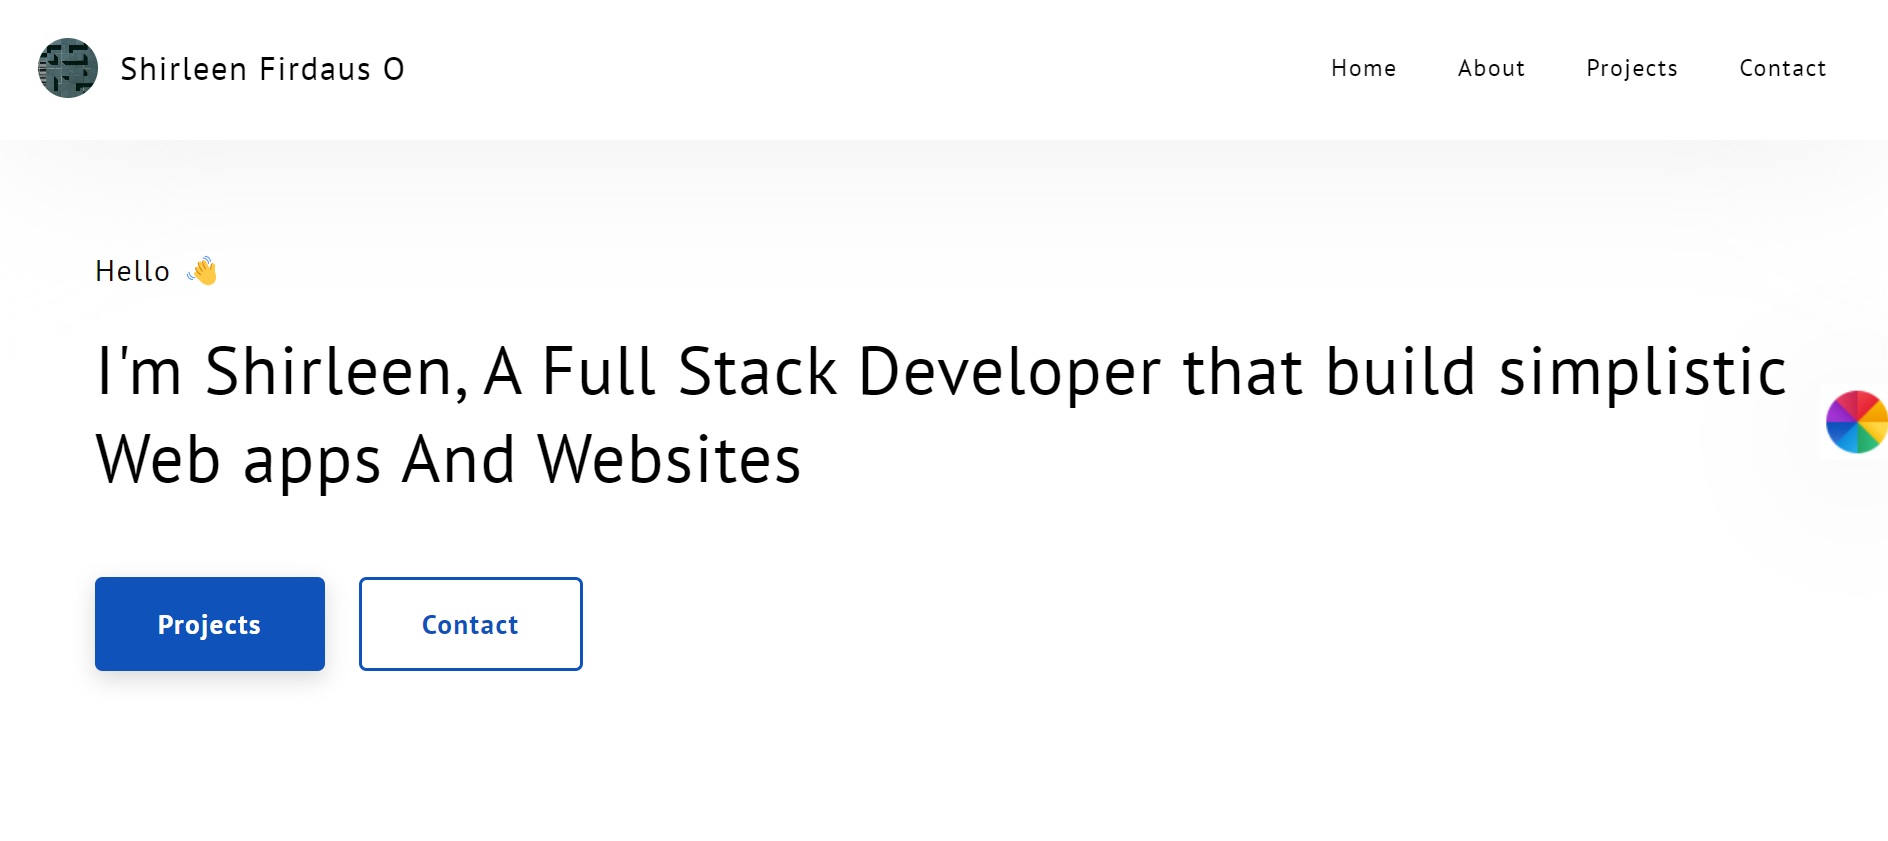 Shirleen Firdaus O
Home About Projects Contact
Hello 👋
I'm Shirleen, A Full Stack Developer that build simplistic
Web apps And Websites
Projects
Contact